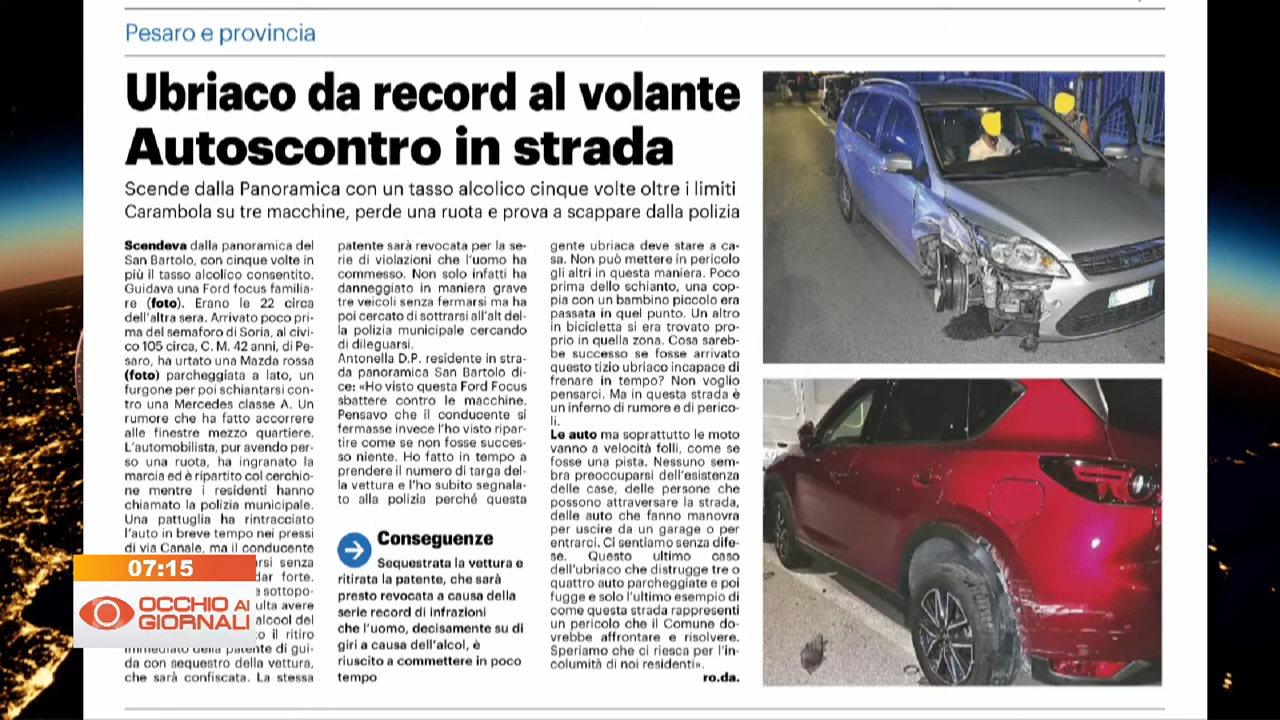 Pesaro e provincia
Ubriaco da record al volante
Autoscontro in strada
Scende dalla Panoramica con un tasso alcolico cinque volte oltre i limiti
Carambola su tre macchine, perde una ruota e prova a scappare dalla polizia
Scendeva dalla panoramica del
San Bartolo, con cinque volte in
più il tasso alcolico consentito.
Guidava una Ford focus familia-
re (foto). Erano le 22 circa
dell'altra sera. Arrivato poco pri-
ma del semaforo di Soria, al civi-
co 105 circa, C. M. 42 anni, di Pe-
saro, ha urtato una Mazda rossa
(foto) parcheggiata a lato, un
furgone per poi schiantarsi con-
tro una Mercedes classe A. Un
rumore che ha fatto accorrere
alle finestre mezzo quartiere.
L'automobilista, pur avendo per-
so una ruota, ha ingranato la
marcia ed è ripartito col cerchio-
ne mentre i residenti hanno
chiamato la polizia municipale.
Una pattuglia ha rintracciato
l'auto in breve tempo nei pressi
di via Canale, ma il conducente
senza
forte.
sottopo-
avere
alcool del
il ritiro
immediato della patente di gui-
da con sequestro della vettura,
che sarà confiscata. La stessa
patente sarà revocata per la se-
rie di violazioni che l'uomo ha
commesso. Non solo infatti ha
danneggiato in maniera grave
tre veicoli senza fermarsi ma ha
poi cercato di sottrarsi all'alt del-
la polizia municipale cercando
di dileguarsi.
Antonella D.P. residente in stra-
da panoramica San Bartolo di-
ce: «Ho visto questa Ford Focus
sbattere contro le macchine.
Pensavo che il conducente si
fermasse invece l'ho visto ripar-
tire come se non fosse succes-
so niente. Ho fatto in tempo a
prendere il numero di targa del-
la vettura e l'ho subito segnala-
to alla polizia perché questa
Conseguenze
Sequestrata la vettura e
ritirata la patente, che sarà
presto revocata a causa della
serie record di infrazioni
che l'uomo, decisamente su di
giri a causa dell'alcol, è
riuscito a commettere in poco
tempo
gente ubriaca deve stare a ca-
sa. Non può mettere in pericolo
gli altri in questa maniera. Poco
prima dello schianto, una cop-
pia con un bambino piccolo era
passata in quel punto. Un altro
in bicicletta si era trovato pro-
prio in quella zona. Cosa sareb-
be successo se fosse arrivato
questo tizio ubriaco incapace di
frenare in tempo? Non voglio
pensarci. Ma in questa strada è
un inferno di rumore e di perico-
li.
Le auto ma soprattutto le moto
vanno a velocità folli, come se
fosse una pista. Nessuno sem-
bra preoccuparsi dell'esistenza
delle case, delle persone che
possono attraversare la strada,
delle auto che fanno manovra
per uscire da un garage o per
entrarci. Ci sentiamo senza dife-
se. Questo ultimo caso
dell'ubriaco che distrugge tre o
quattro auto parcheggiate e poi
fugge e solo l'ultimo esempio di
come questa strada rappresenti
un pericolo che il Comune do-
vrebbe affrontare e risolvere.
Speriamo che ci riesca per l'in-
columità di noi residenti».
ro.da.
07:15
OCCHIO AI
GIORNALI